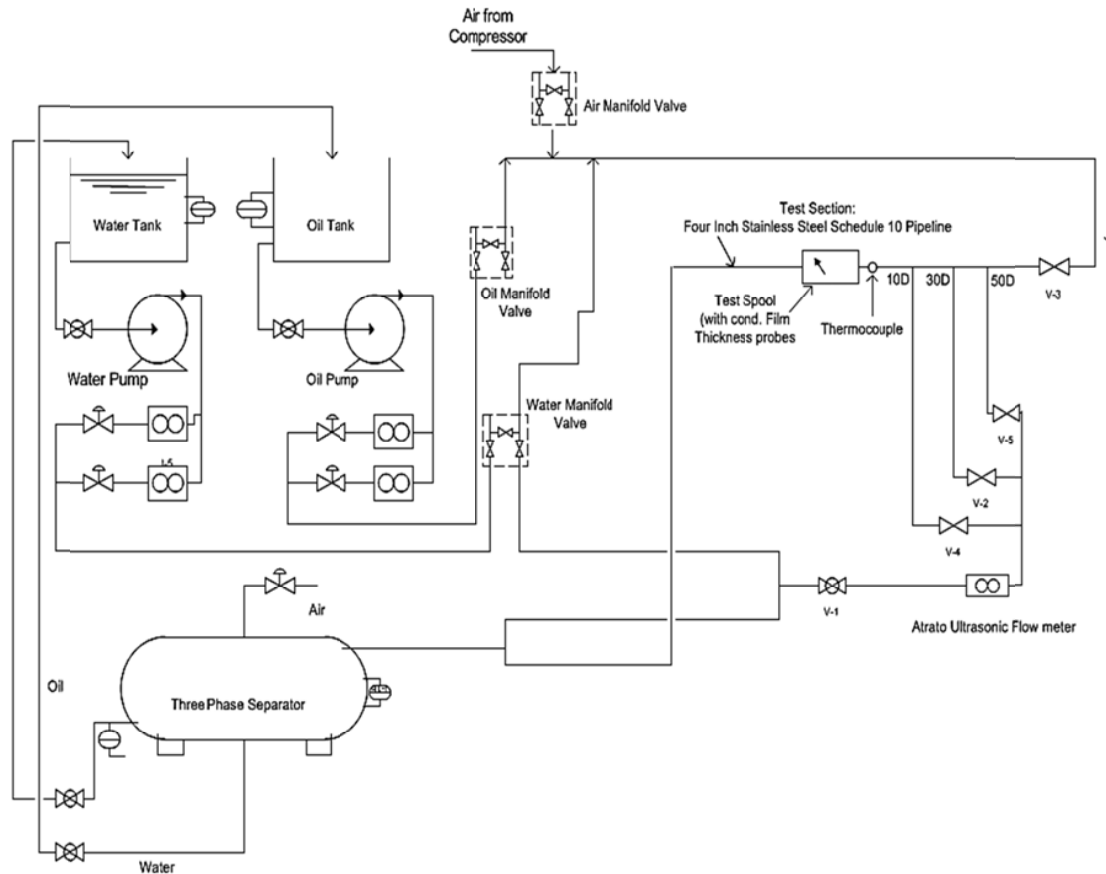 Air from
Compressor
Air Manifold Valve
Water Tank
Oil Tank
Test Section:
Four Inch Stainless Steel Schedule 10 Pipeline
Oil Manifold
Valve
10D
30D
50D
V-3
Test Spool
(with cond. Film
Thickness probes
Thermocouple
Water Pump
Oil Pump
Water Manifold
Valve
V-5
V-2
V-4
Air
V-1
Atrato Ultrasonic Flow meter
Oil
Three Phase Separator
Water